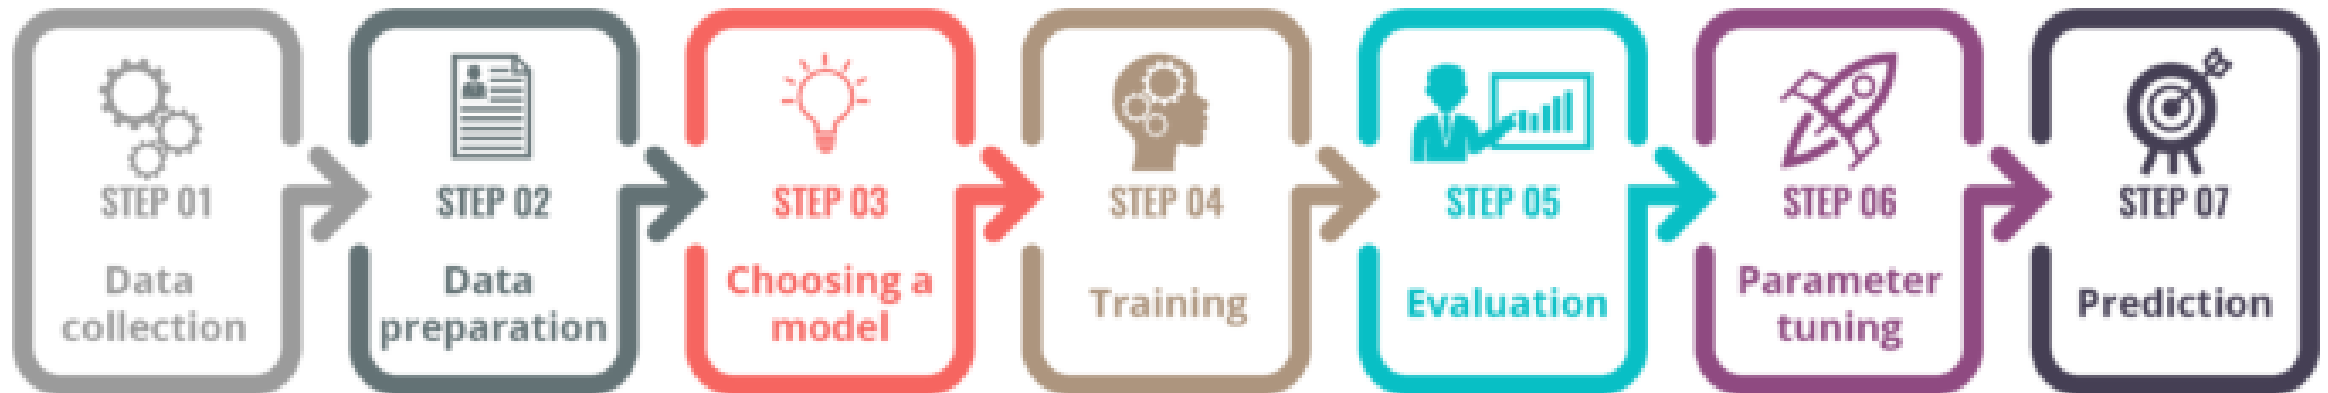 STEP 01
Data
collection
STEP 02
Data
preparation
STEP 03
Choosing a
model
STEP 04
Training
STEP 05
Evaluation
STEP 06
Parameter
tuning
STEP 07
Prediction